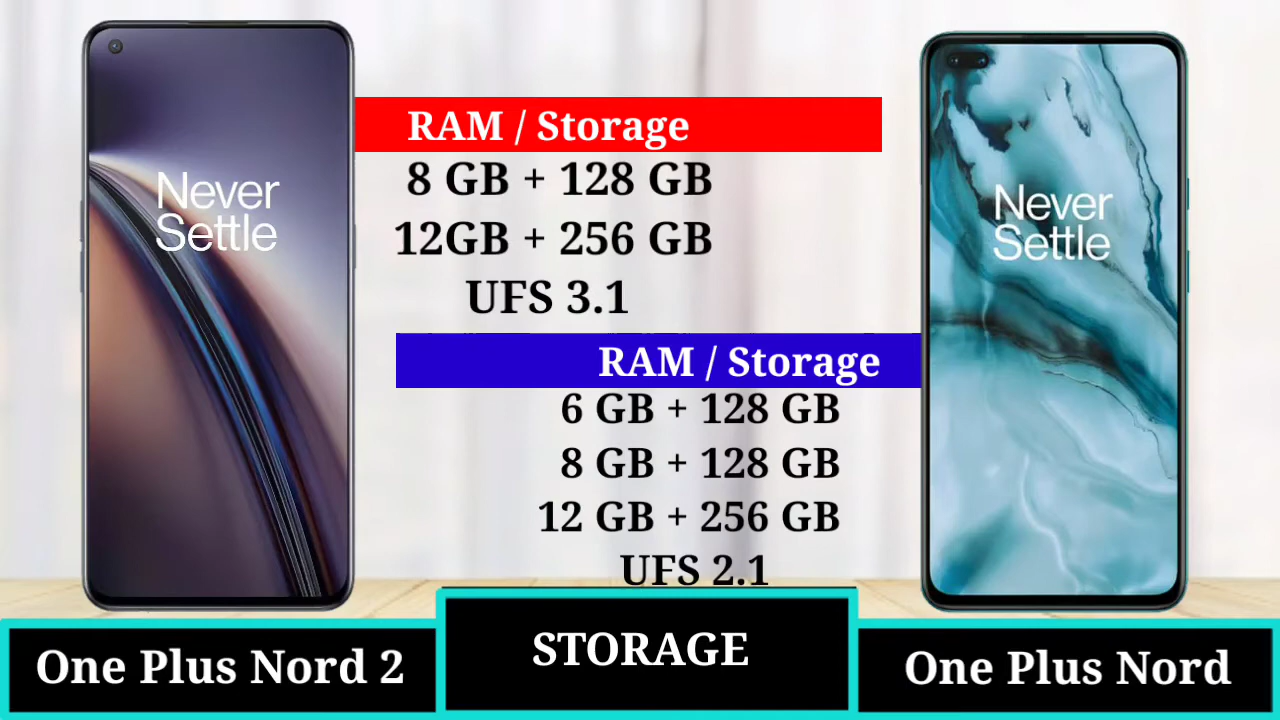 Never
Settle
RAM / Storage
8 GB + 128 GB
12GB + 256 GB
UFS 3.1
RAM / Storage
6 GB + 128 GB
8 GB + 128 GB
12 GB + 256 GB
UFS 2.1
Never
Settle
One Plus Nord 2
STORAGE
One Plus Nord